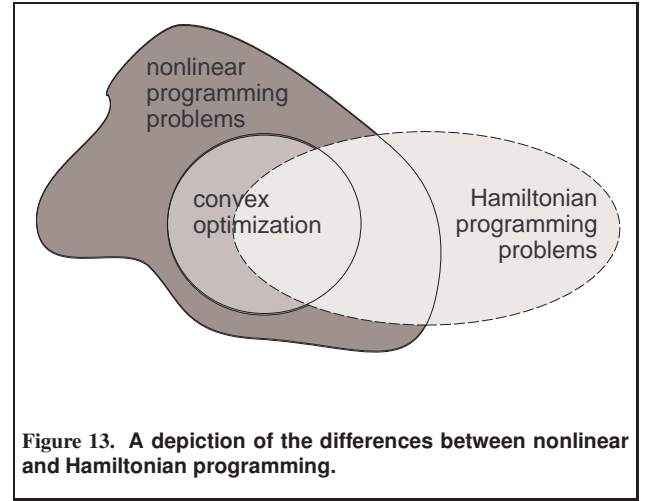 nonlinear
programming
problems
convex
optimization
Hamiltonian
programming
problems
Figure 13. A depiction of the differences between nonlinear
and Hamiltonian programming.